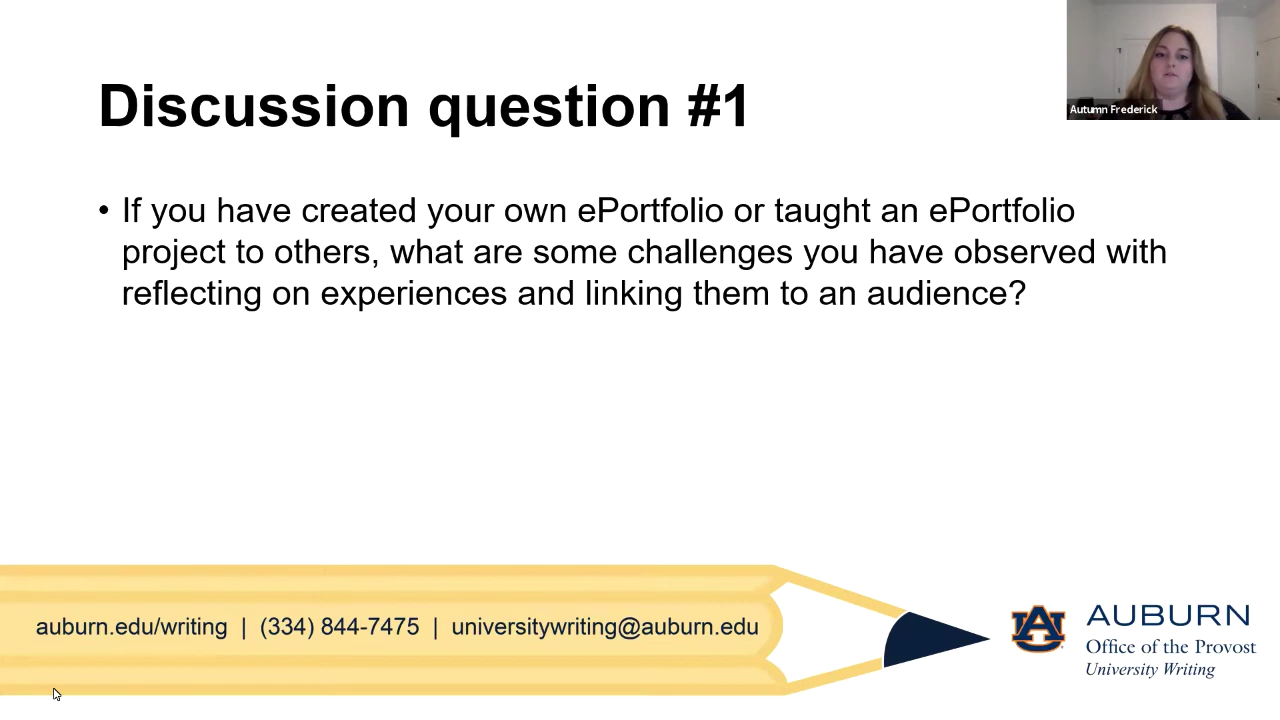 Discussion question #1
Autumn Frederick
• If you have created your own ePortfolio or taught an ePortfolio
project to others, what are some challenges you have observed with
reflecting on experiences and linking them to an audience?
auburn.edu/writing | (334) 844-7475 | universitywriting@auburn.edu
AU
AUBURN
Office of the Provost
University Writing